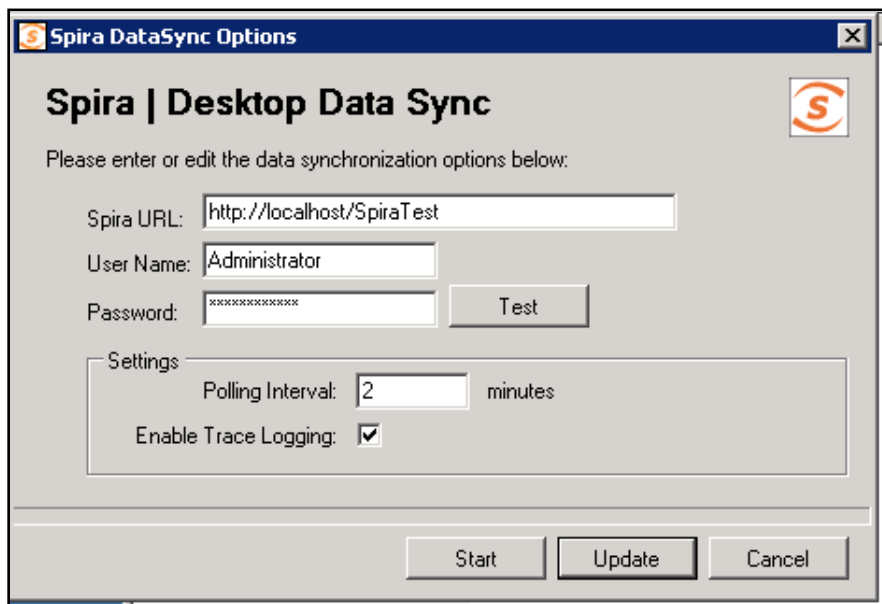 Spira DataSync Options
Spira | Desktop Data Sync
S
Please enter or edit the data synchronization options below:
Spira URL: http://localhost/SpiraTest
User Name: Administrator
Password: ************ Test
Settings
Polling Interval: 2 minutes
Enable Trace Logging:
Start Update Cancel